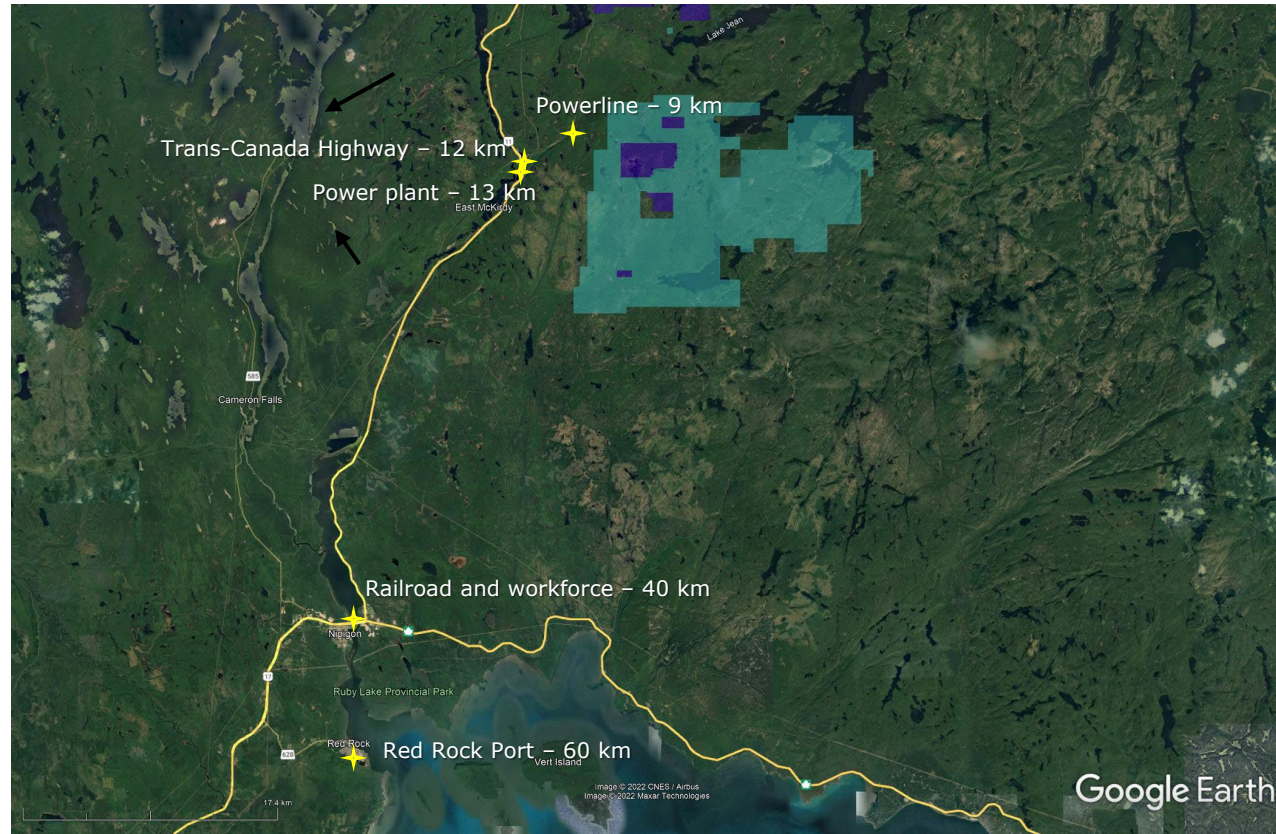 Lake Jean
Powerline – 9 km
11
Trans-Canada Highway – 12 km
Power plant – 13 km
East McKirdy
585
Cameron Falls
Railroad and workforce – 40 km
Nipigon
17
Ruby Lake Provincial Park
Red Rock
628
Red Rock Port – 60 km
Vert Island
Image © 2022 CNES / Airbus
Image © 2022 Maxar Technologies
17.4 km
Google Earth